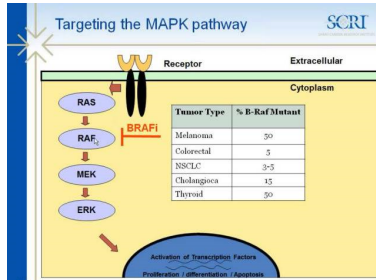 Targeting the MAPK pathway
SCRI
Receptor
Extracellular
Cytoplasm
RAS
RAF
MEK
ERK
BRAFi
Tumor Type % B-Raf Mutant
Melanoma 50
Colorectal 5
NSCLC 3-5
Cholangioca 15
Thyroid 50
Activation of Transcription Factors
Proliferation / differentiation / Apoptosis